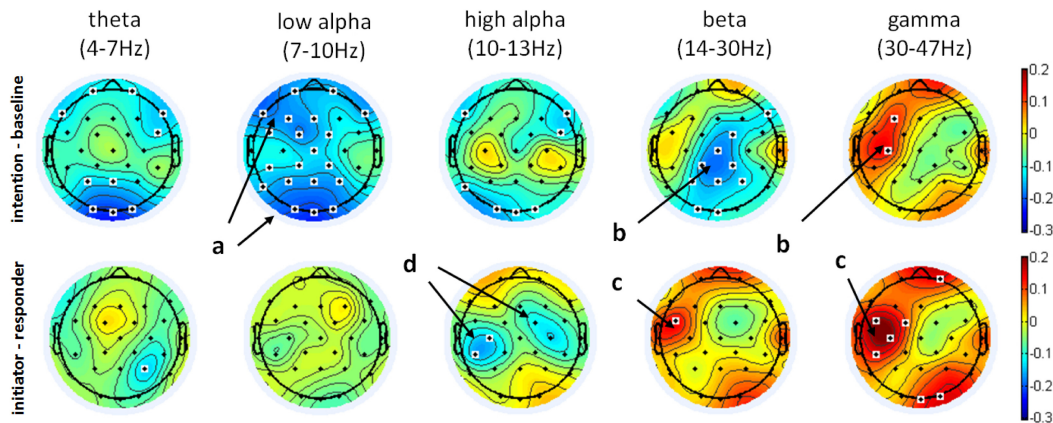 theta
(4-7Hz)
low alpha
(7-10Hz)
high alpha
(10-13Hz)
beta
(14-30Hz)
gamma
(30-47Hz)
intention - baseline
0.2
0.1
0
-0.1
-0.2
-0.3
a
b
b
initiator - responder
d
c
c
0.2
0.1
0
-0.1
-0.2
-0.3